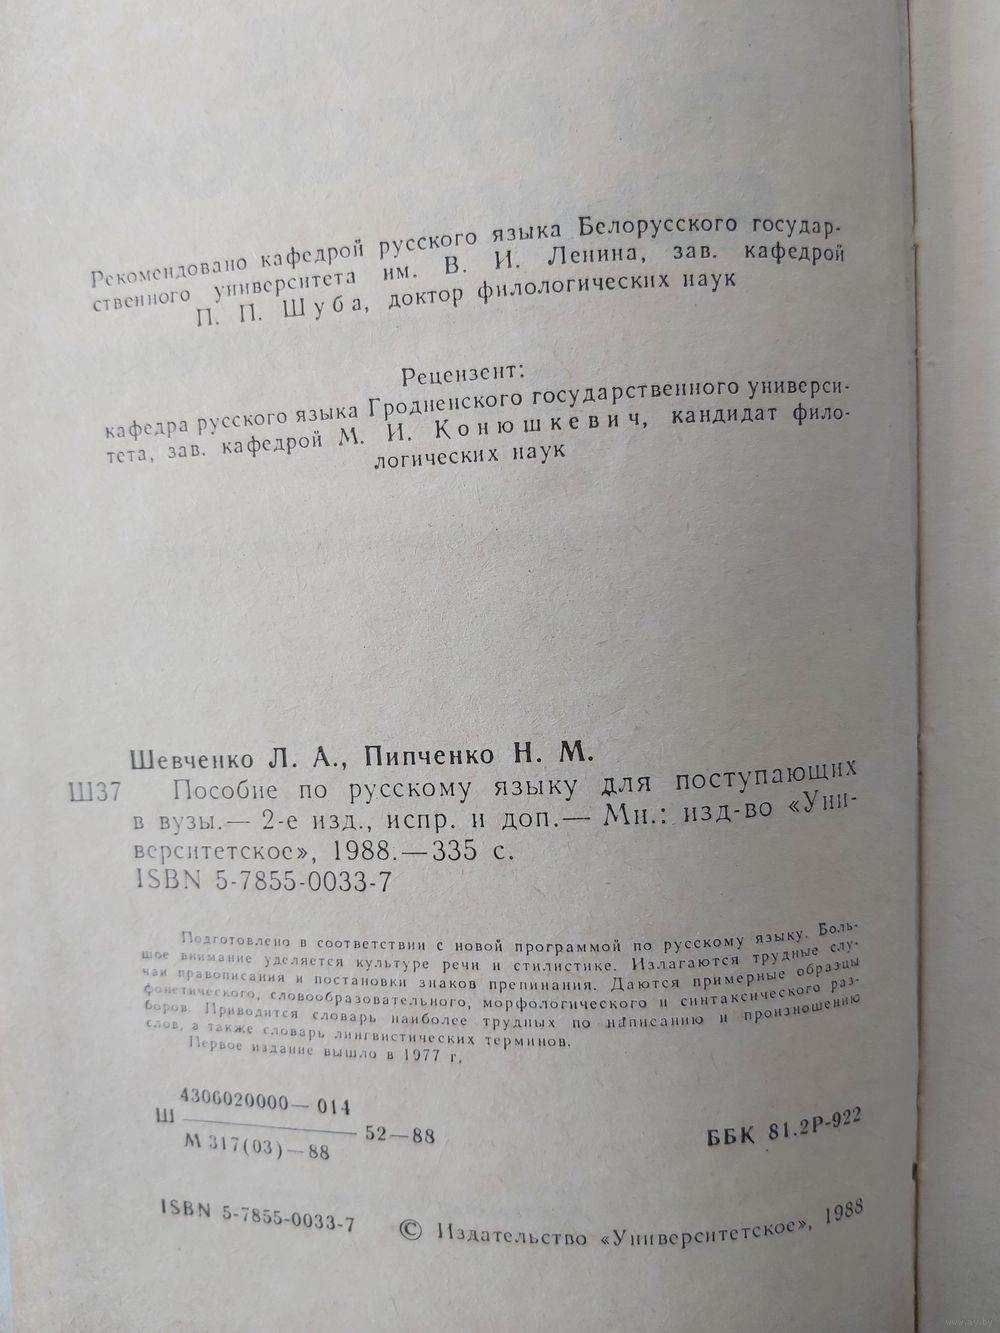 Рекомендовано кафедрой русского языка Белорусского государ-
ственного университета им. В. И. Ленина, зав. кафедрой
П. П. Шуба, доктор филологических наук
Рецензент:
кафедра русского языка Гродненского государственного универси-
тета, зав. кафедрой М. И. Конюшкевич, кандидат фило-
логических наук
Шевченко Л. А., Пипченко Н. М.
Ш37 Пособие по русскому языку для поступающих
в вузы.— 2-е изд., испр. и доп.— Мн.: изд-во «Уни-
верситетское», 1988.—335 с.
ISBN 5-7855-0033-7
Подготовлено в соответствии с новой программой по русскому языку. Боль-
шое внимание уделяется культуре речи и стилистике. Излагаются трудные слу-
чаи правописания и постановки знаков препинания. Даются примерные образцы
фонетического, словообразовательного, морфологического и синтаксического раз-
боров. Приводится словарь наиболее трудных по написанию и произношению
слов, а также словарь лингвистических терминов.
Первое издание вышло в 1977 г.
4306020000—014
Ш 52—88
М 317(03)—88
ББК 81.2Р-922
ISBN 5-7855-0033-7
© Издательство «Университетское», 1988
www.ay.by